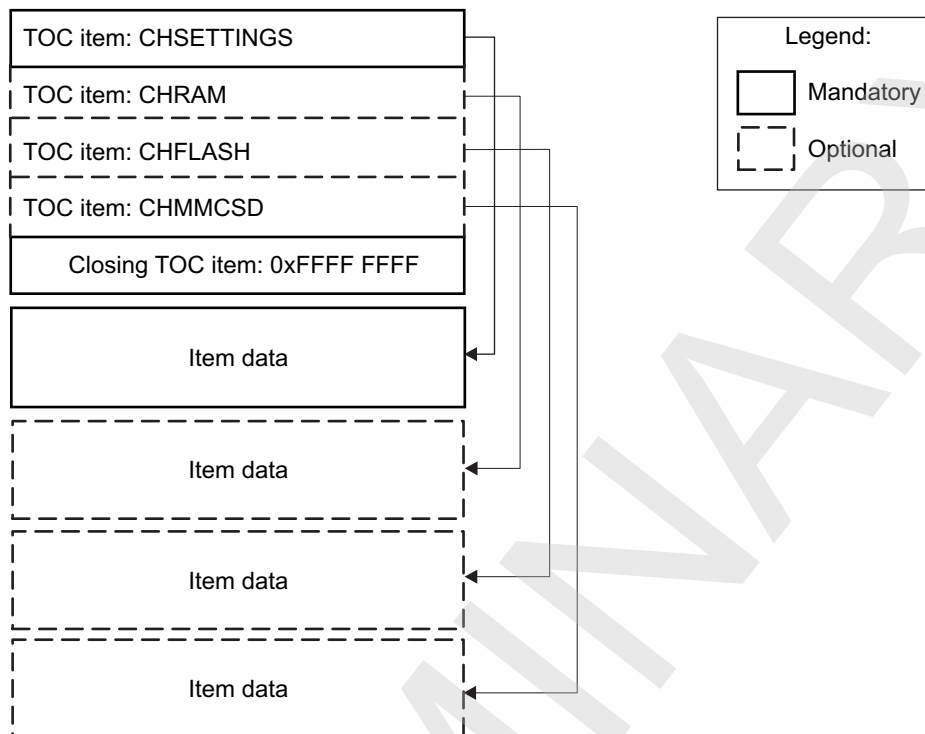 TOC item: CHSETTINGS
TOC item: CHRAM
TOC item: CHFLASH
TOC item: CHMMCSD
Closing TOC item: 0xFFFF FFFF
Item data
Item data
Item data
Item data
Legend:
Mandatory
Optional
MINAR